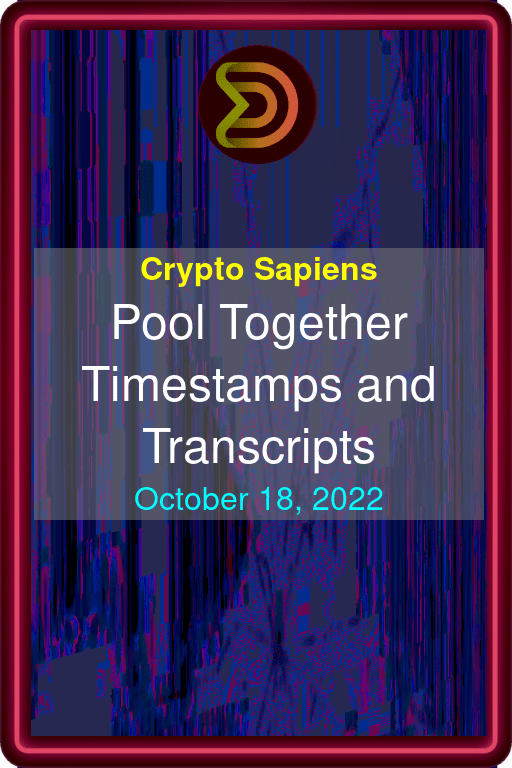 Crypto Sapiens
Pool Together
Timestamps and
Transcripts
October 18, 2022